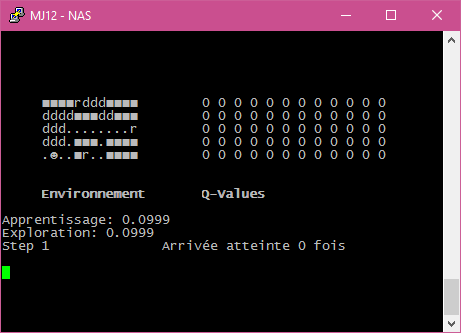 MJ12 - NAS
■■■■rddd■■■■ 0 0 0 0 0 0 0 0 0 0 0 0
dddd■■■dd■■■ 0 0 0 0 0 0 0 0 0 0 0 0
ddd........r 0 0 0 0 0 0 0 0 0 0 0 0
ddd.■■■.■■■■ 0 0 0 0 0 0 0 0 0 0 0 0
.☻..■r..■■■■ 0 0 0 0 0 0 0 0 0 0 0 0
Environnement Q-Values
Apprentissage: 0.0999
Exploration: 0.0999
Step 1 Arrivée atteinte 0 fois